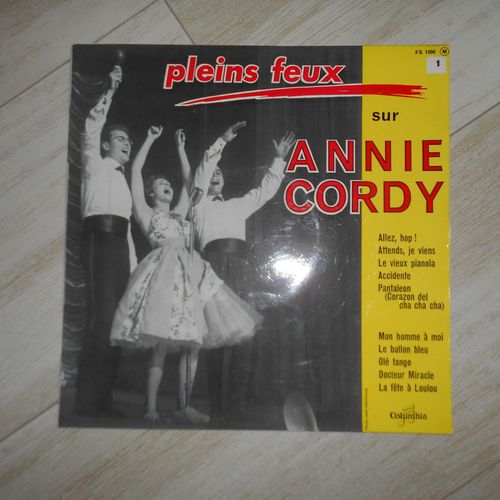 FS 1096 M
1
pleins feux
sur
ANNIE
CORDY
Allez, hop !
Attends, je viens
Le vieux pianola
Accidente
Pantaleon
(Corazon del
cha cha cha)
Mon homme à moi
Le ballon bleu
Olé tango
Docteur Miracle
La fête à Loulou
Columbia